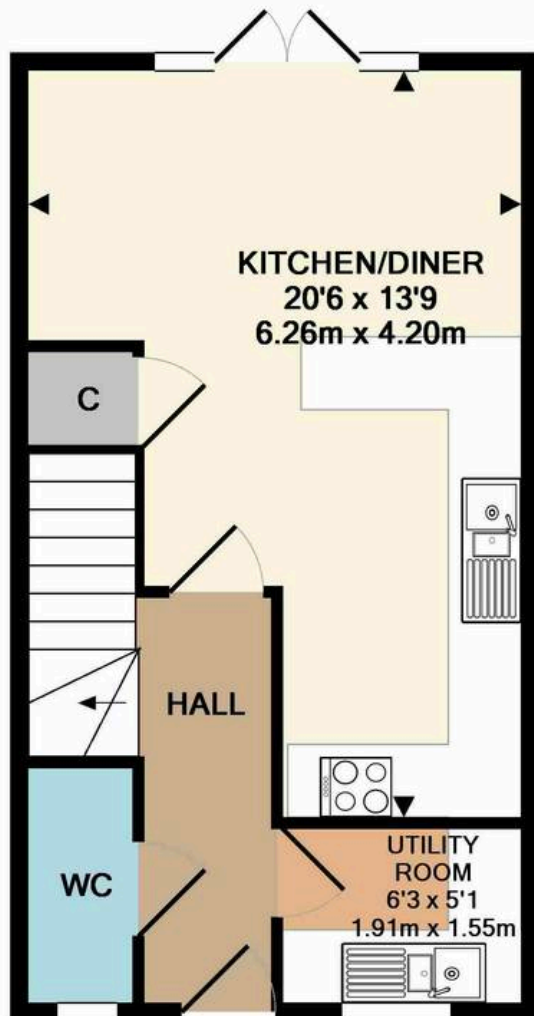 KITCHEN/DINER
20'6 x 13'9
6.26m x 4.20m
C
HALL
WC
UTILITY
ROOM
6'3 x 5'1
1.91m x 1.55m